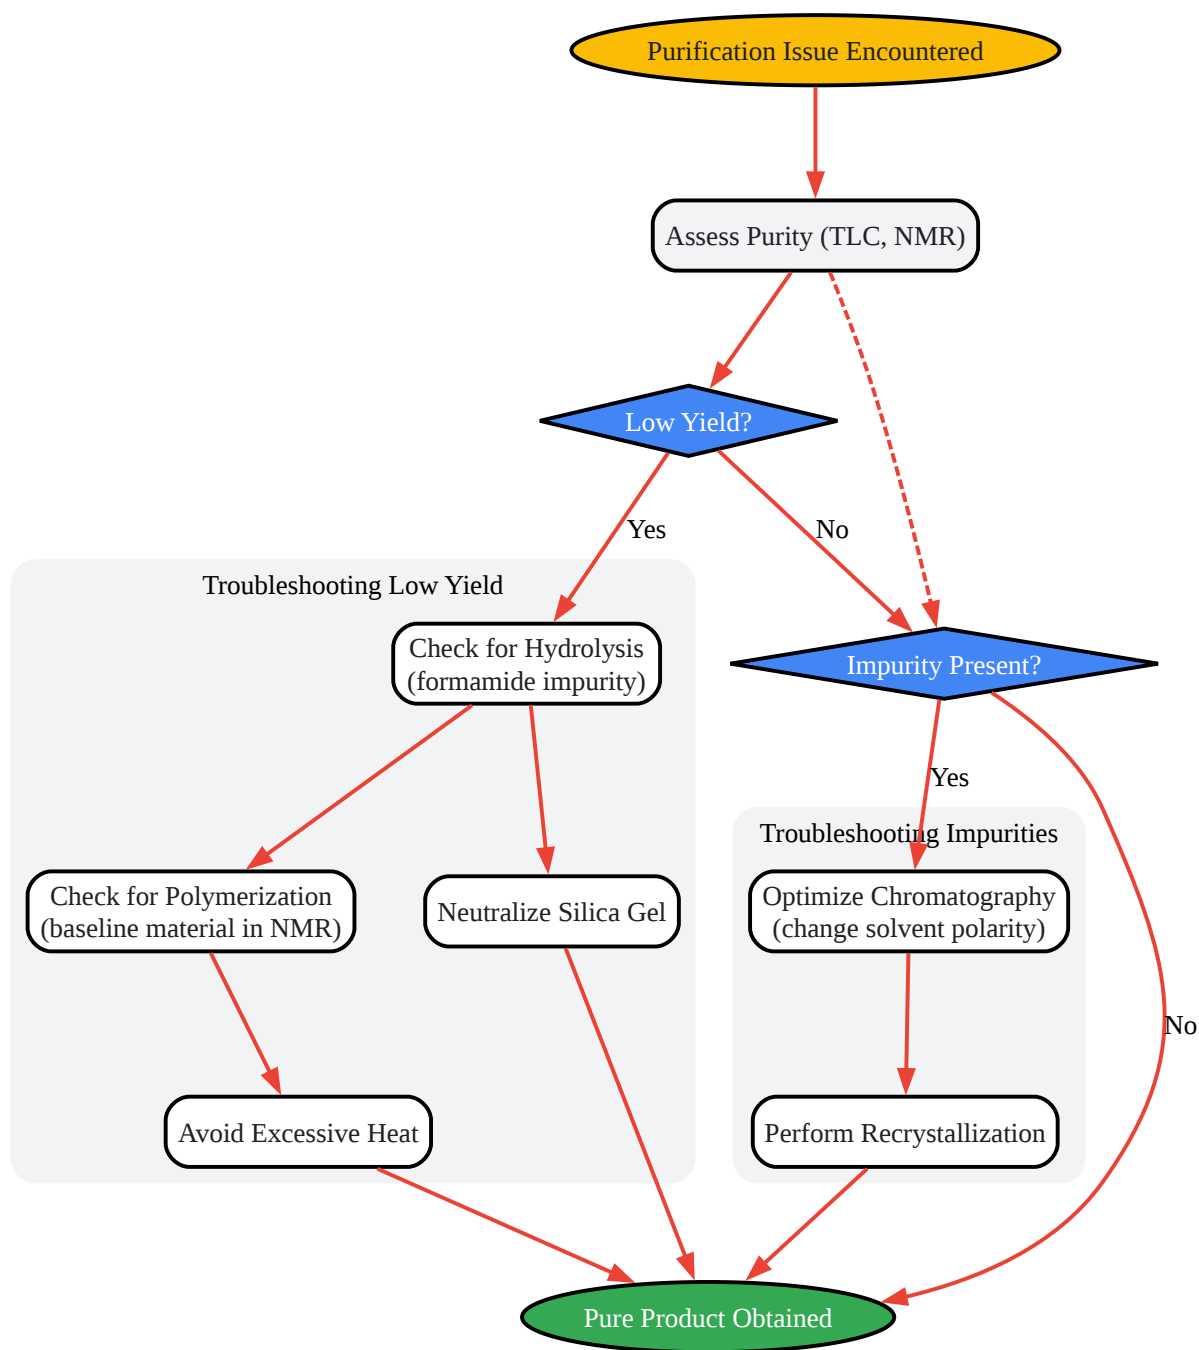 Purification Issue Encountered
Assess Purity (TLC, NMR)
Low Yield?
Yes
No
Troubleshooting Low Yield
Check for Hydrolysis
(formamide impurity)
Impurity Present?
Yes
Troubleshooting Impurities
Check for Polymerization
(baseline material in NMR)
Neutralize Silica Gel
Optimize Chromatography
(change solvent polarity)
No
Avoid Excessive Heat
Perform Recrystallization
Pure Product Obtained